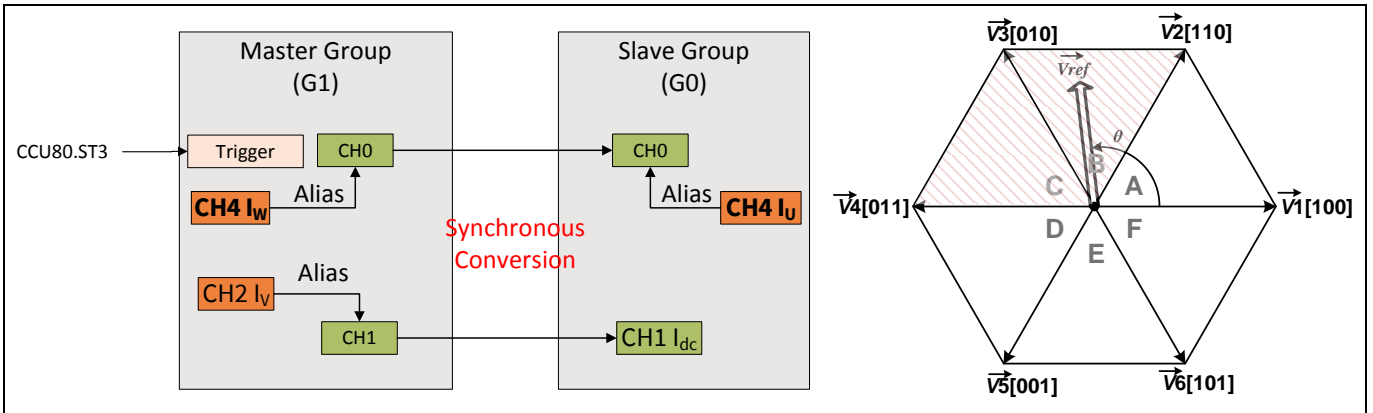 Master Group
(G1)
Slave Group
(G0)
CCU80.ST3
Trigger
CH0
CH0
Alias
CH4 IW
Alias
CH4 IU
Synchronous
Conversion
Alias
CH2 IV
CH1
CH1 Idc
V3[010]
V2[110]
Vref
θ
B
C
A
V4[011]
V1[100]
D
F
E
V5[001]
V6[101]